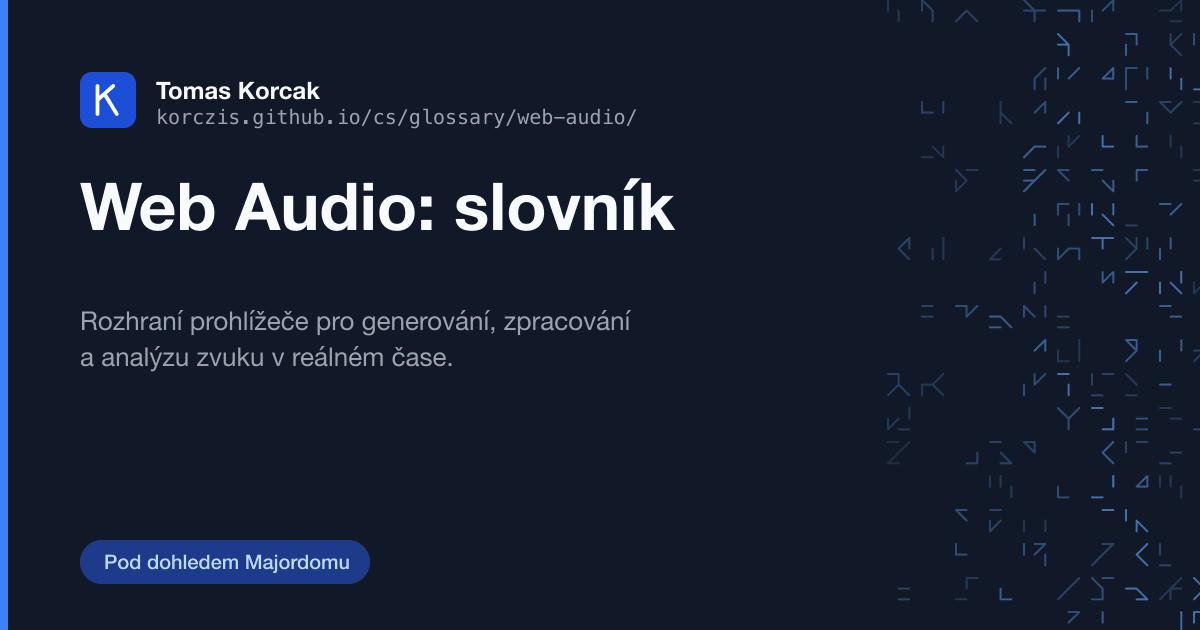 K
Tomas Korcak
korczis.github.io/cs/glossary/web-audio/
Web Audio: slovník
Rozhraní prohlížeče pro generování, zpracování
a analýzu zvuku v reálném čase.
Pod dohledem Majordomu